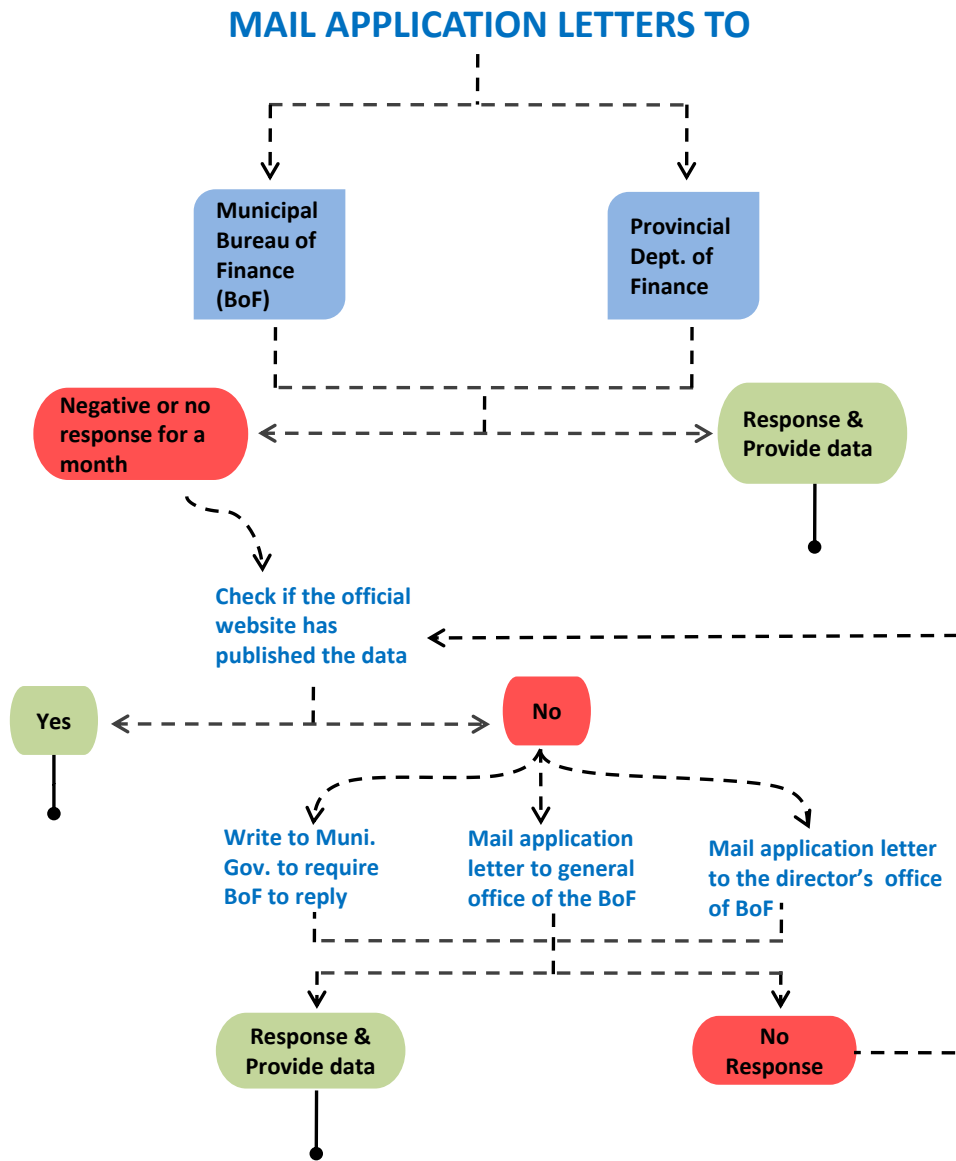 MAIL APPLICATION LETTERS TO
Municipal
Bureau of
Finance
(BoF)
Provincial
Dept. of
Finance
Negative or no
response for a
month
Response &
Provide data
Check if the official
website has
published the data
Yes
No
Write to Muni.
Gov. to require
BoF to reply
Mail application
letter to general
office of the BoF
Mail application letter
to the director’s office
of BoF
Response &
Provide data
No
Response